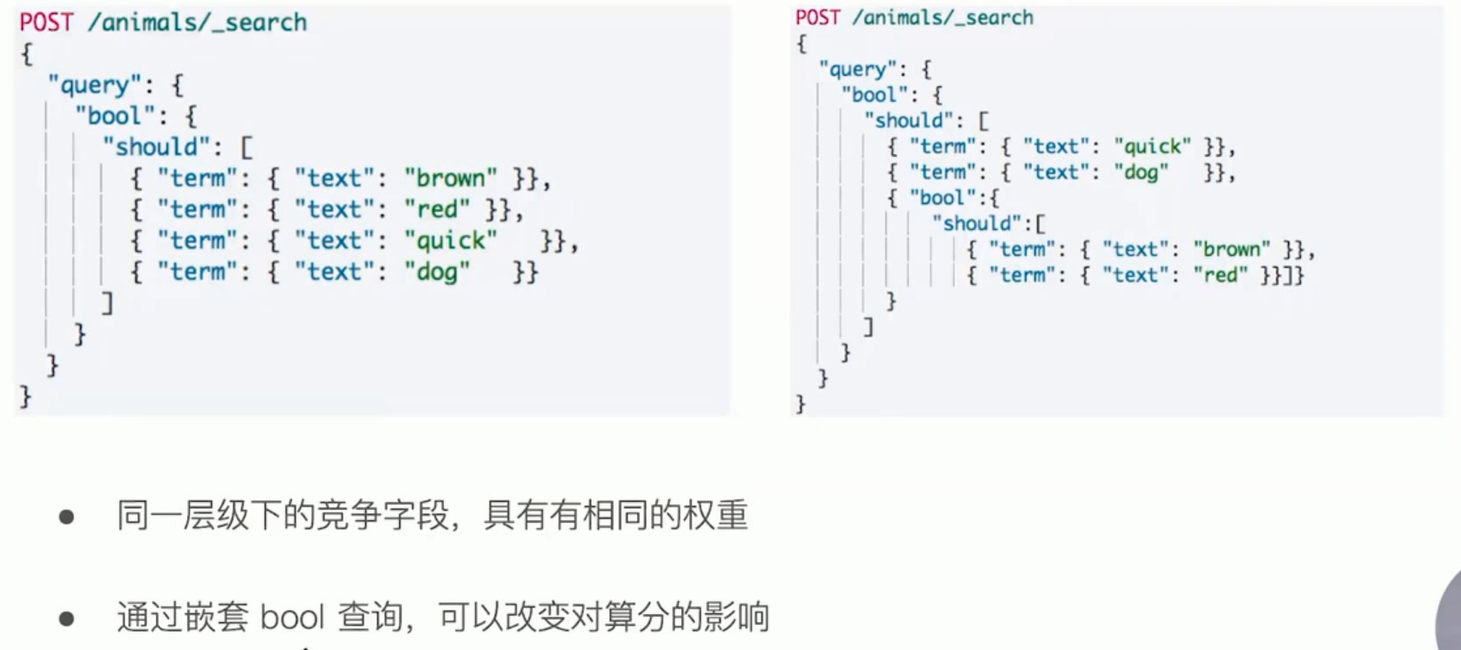 POST /animals/_search
{
  "query": {
    "bool": {
      "should": [
        { "term": { "text": "brown" }},
        { "term": { "text": "red" }},
        { "term": { "text": "quick"   }},
        { "term": { "text": "dog"   }}
      ]
    }
  }
}
POST /animals/_search
{
  "query": {
    "bool": {
      "should": [
        { "term": { "text": "quick" }},
        { "term": { "text": "dog"   }},
        { "bool":{
            "should":[
               { "term": { "text": "brown" }},
               { "term": { "text": "red" }}]}
        }
      ]
    }
  }
}
● 同一层级下的竞争字段，具有有相同的权重
● 通过嵌套 bool 查询，可以改变对算分的影响